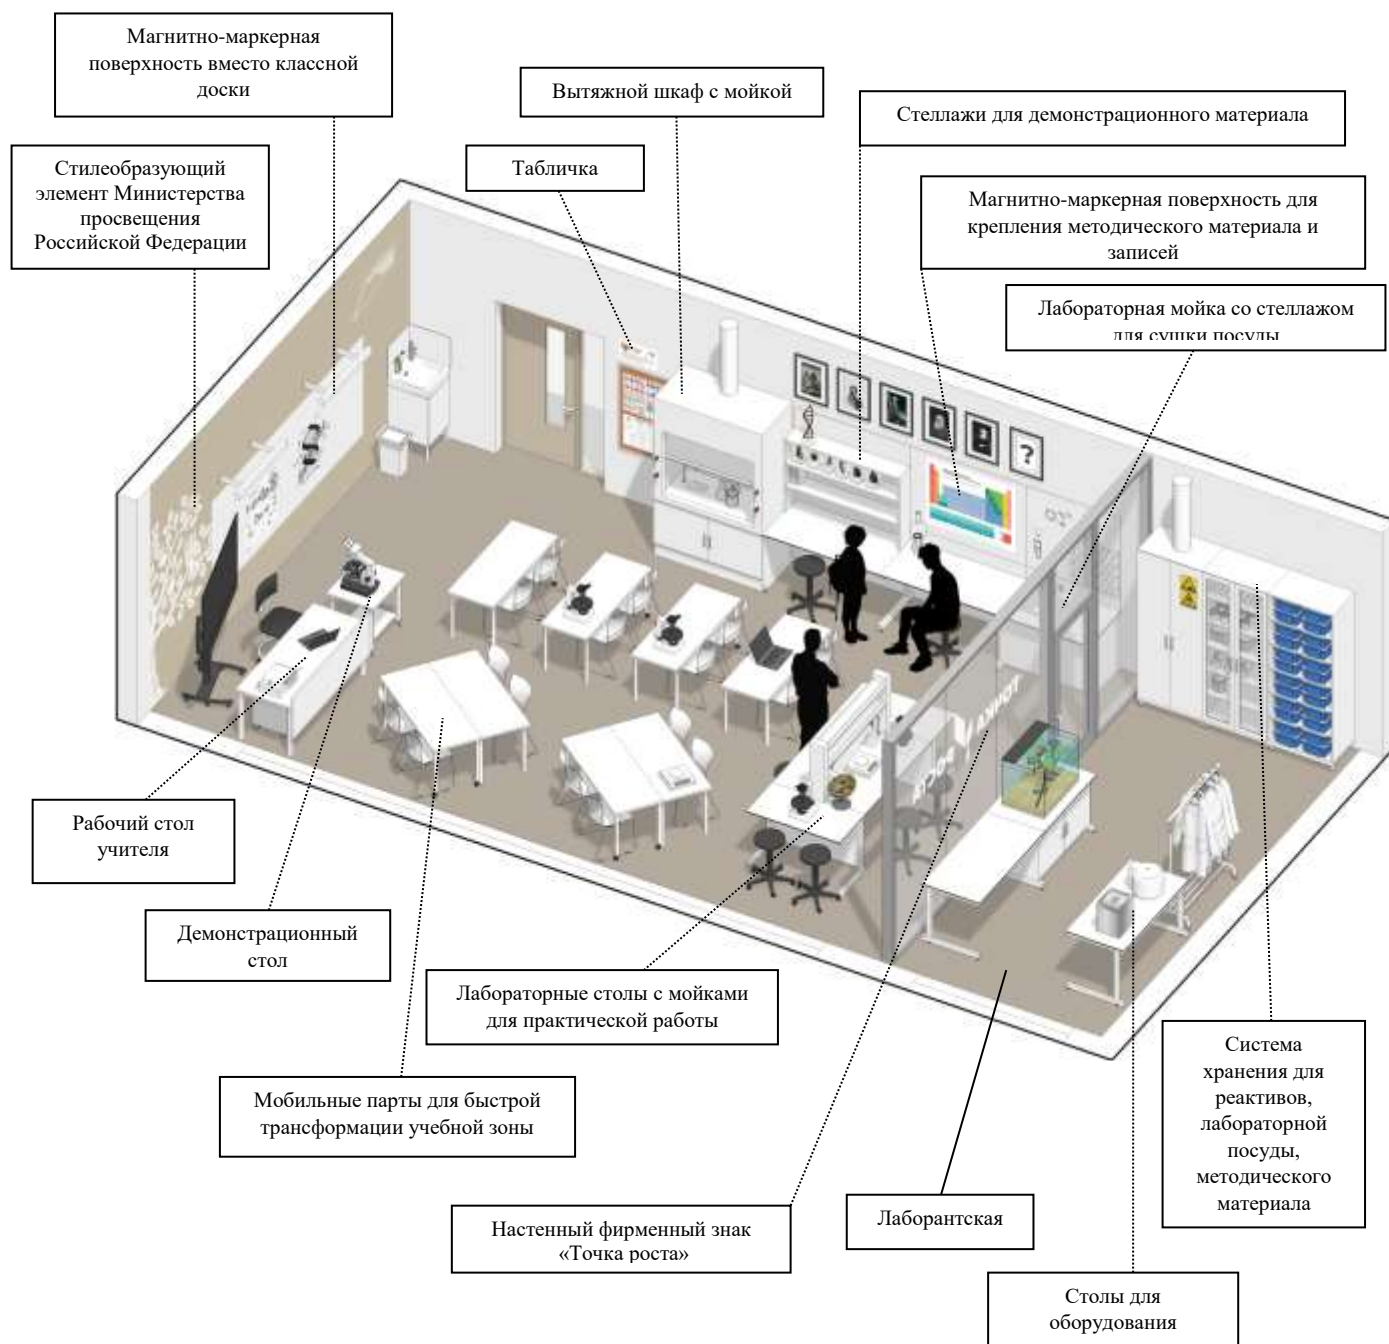 Магнитно-маркерная
поверхность вместо классной
доски
Вытяжной шкаф с мойкой
Стеллажи для демонстрационного материала
Стилеобразующий
элемент Министерства
просвещения
Российской Федерации
Табличка
Магнитно-маркерная поверхность для
крепления методического материала и
записей
Лабораторная мойка со стеллажом
для сушки посуды
?
Рабочий стол
учителя
Демонстрационный
стол
Лабораторные столы с мойками
для практической работы
Мобильные парты для быстрой
трансформации учебной зоны
Система
хранения для
реактивов,
лабораторной
посуды,
методического
материала
Настенный фирменный знак
«Точка роста»
Лаборантская
Столы для
оборудования